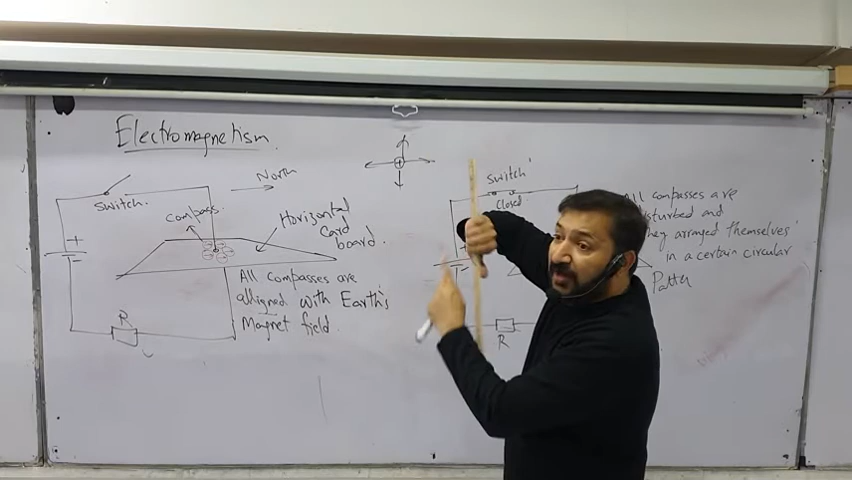 Electromagnetism.
North
switch.
compass.
Horizontal
card
board.
+
-
All compasses are
alligned with Earth's
Magnet field.
R
switch
closed
R
All compasses are
disturbed and
they arranged themselves
in a certain circular
Patter